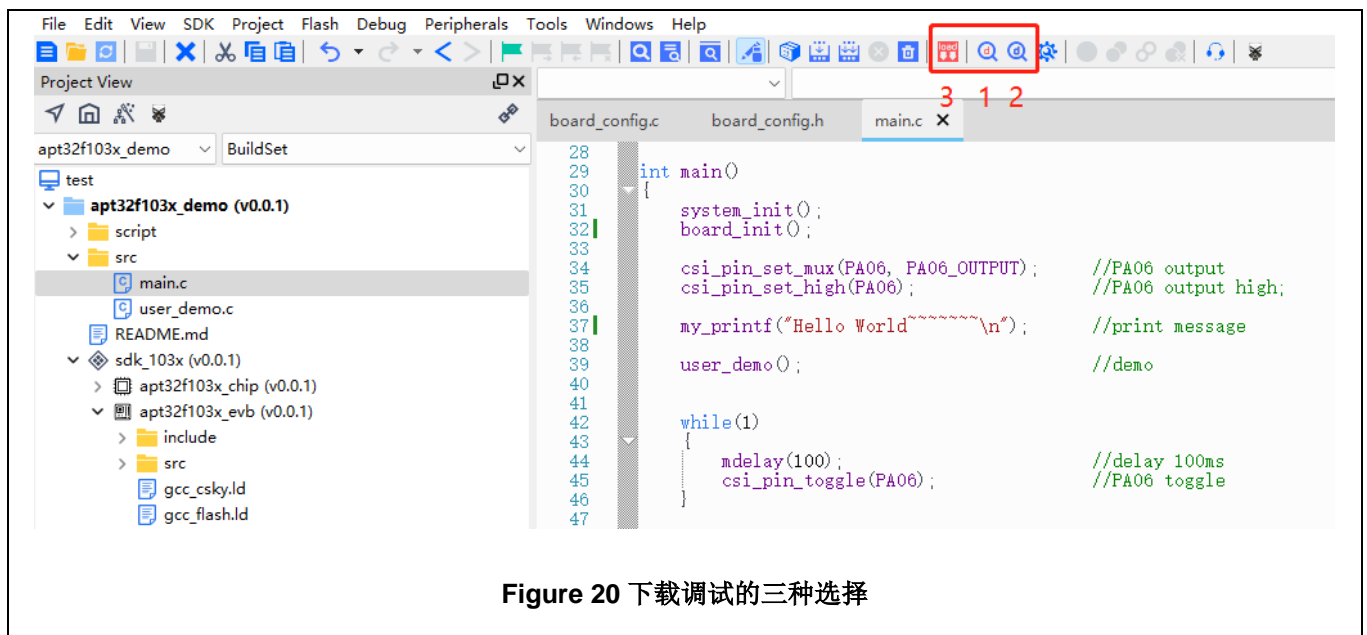 File Edit View SDK Project Flash Debug Peripherals Tools Windows Help
load d d
Project View
3 1 2
board_config.c board_config.h main.c
apt32f103x_demo BuildSet
test
apt32f103x_demo (v0.0.1)
script
src
main.c
user_demo.c
README.md
sdk_103x (v0.0.1)
apt32f103x_chip (v0.0.1)
apt32f103x_evb (v0.0.1)
include
src
gcc_csky.ld
gcc_flash.ld
28
29 int main()
30 {
31 system_init();
32 board_init();
33
34 csi_pin_set_mux(PA06, PA06_OUTPUT); //PA06 output
35 csi_pin_set_high(PA06); //PA06 output high;
36
37 my_printf("Hello World~~~~~~~\n"); //print message
38
39 user_demo(); //demo
40
41
42 while(1)
43 {
44 mdelay(100); //delay 100ms
45 csi_pin_toggle(PA06); //PA06 toggle
46 }
47
Figure 20 下载调试的三种选择